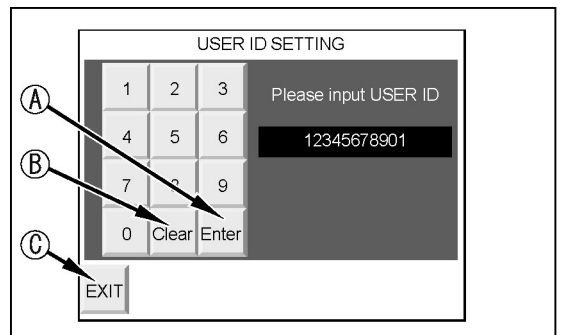 USER ID SETTING
1 2 3 Please input USER ID
4 5 6 12345678901
7 9
0 Clear Enter
EXIT
A
B
C